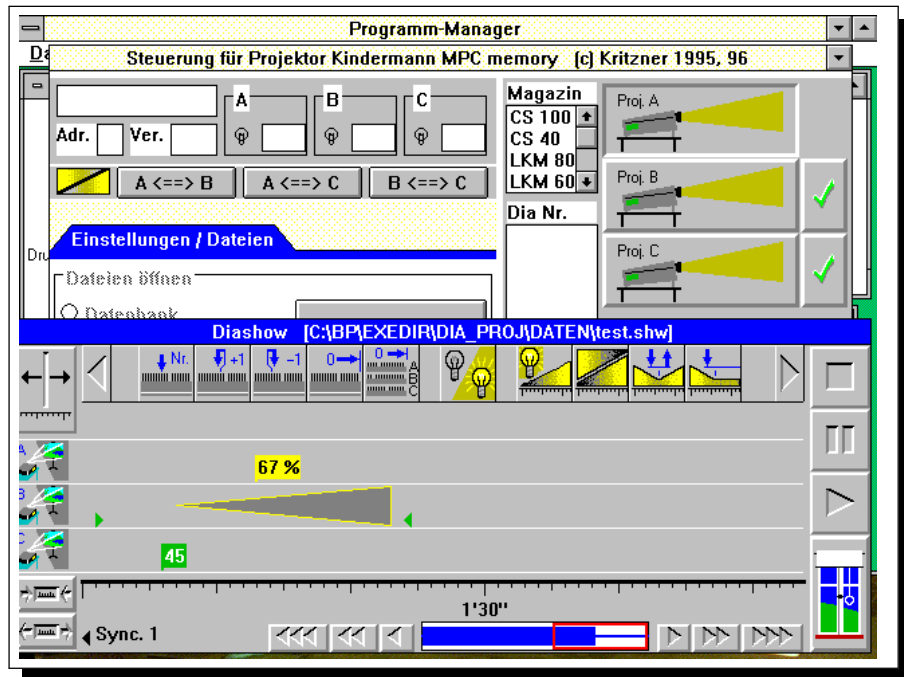 Programm-Manager
Da
Steuerung für Projektor Kindermann MPC memory (c) Kritzner 1995, 96
A B C
Adr. Ver.
A <==> B A <==> C B <==> C
Magazin
CS 100
CS 40
LKM 80
LKM 60
Dia Nr.
Proj. A
Proj. B
Proj. C
Einstellungen / Dateien
Dru
Dateien öffnen
Datenbank
Diashow [C:\BP\EXEDIR\DIA_PROJ\DATEN\test.shw]
Nr. +1 -1 0 0 A B C
A
67 %
B
C
45
1'30"
Sync. 1